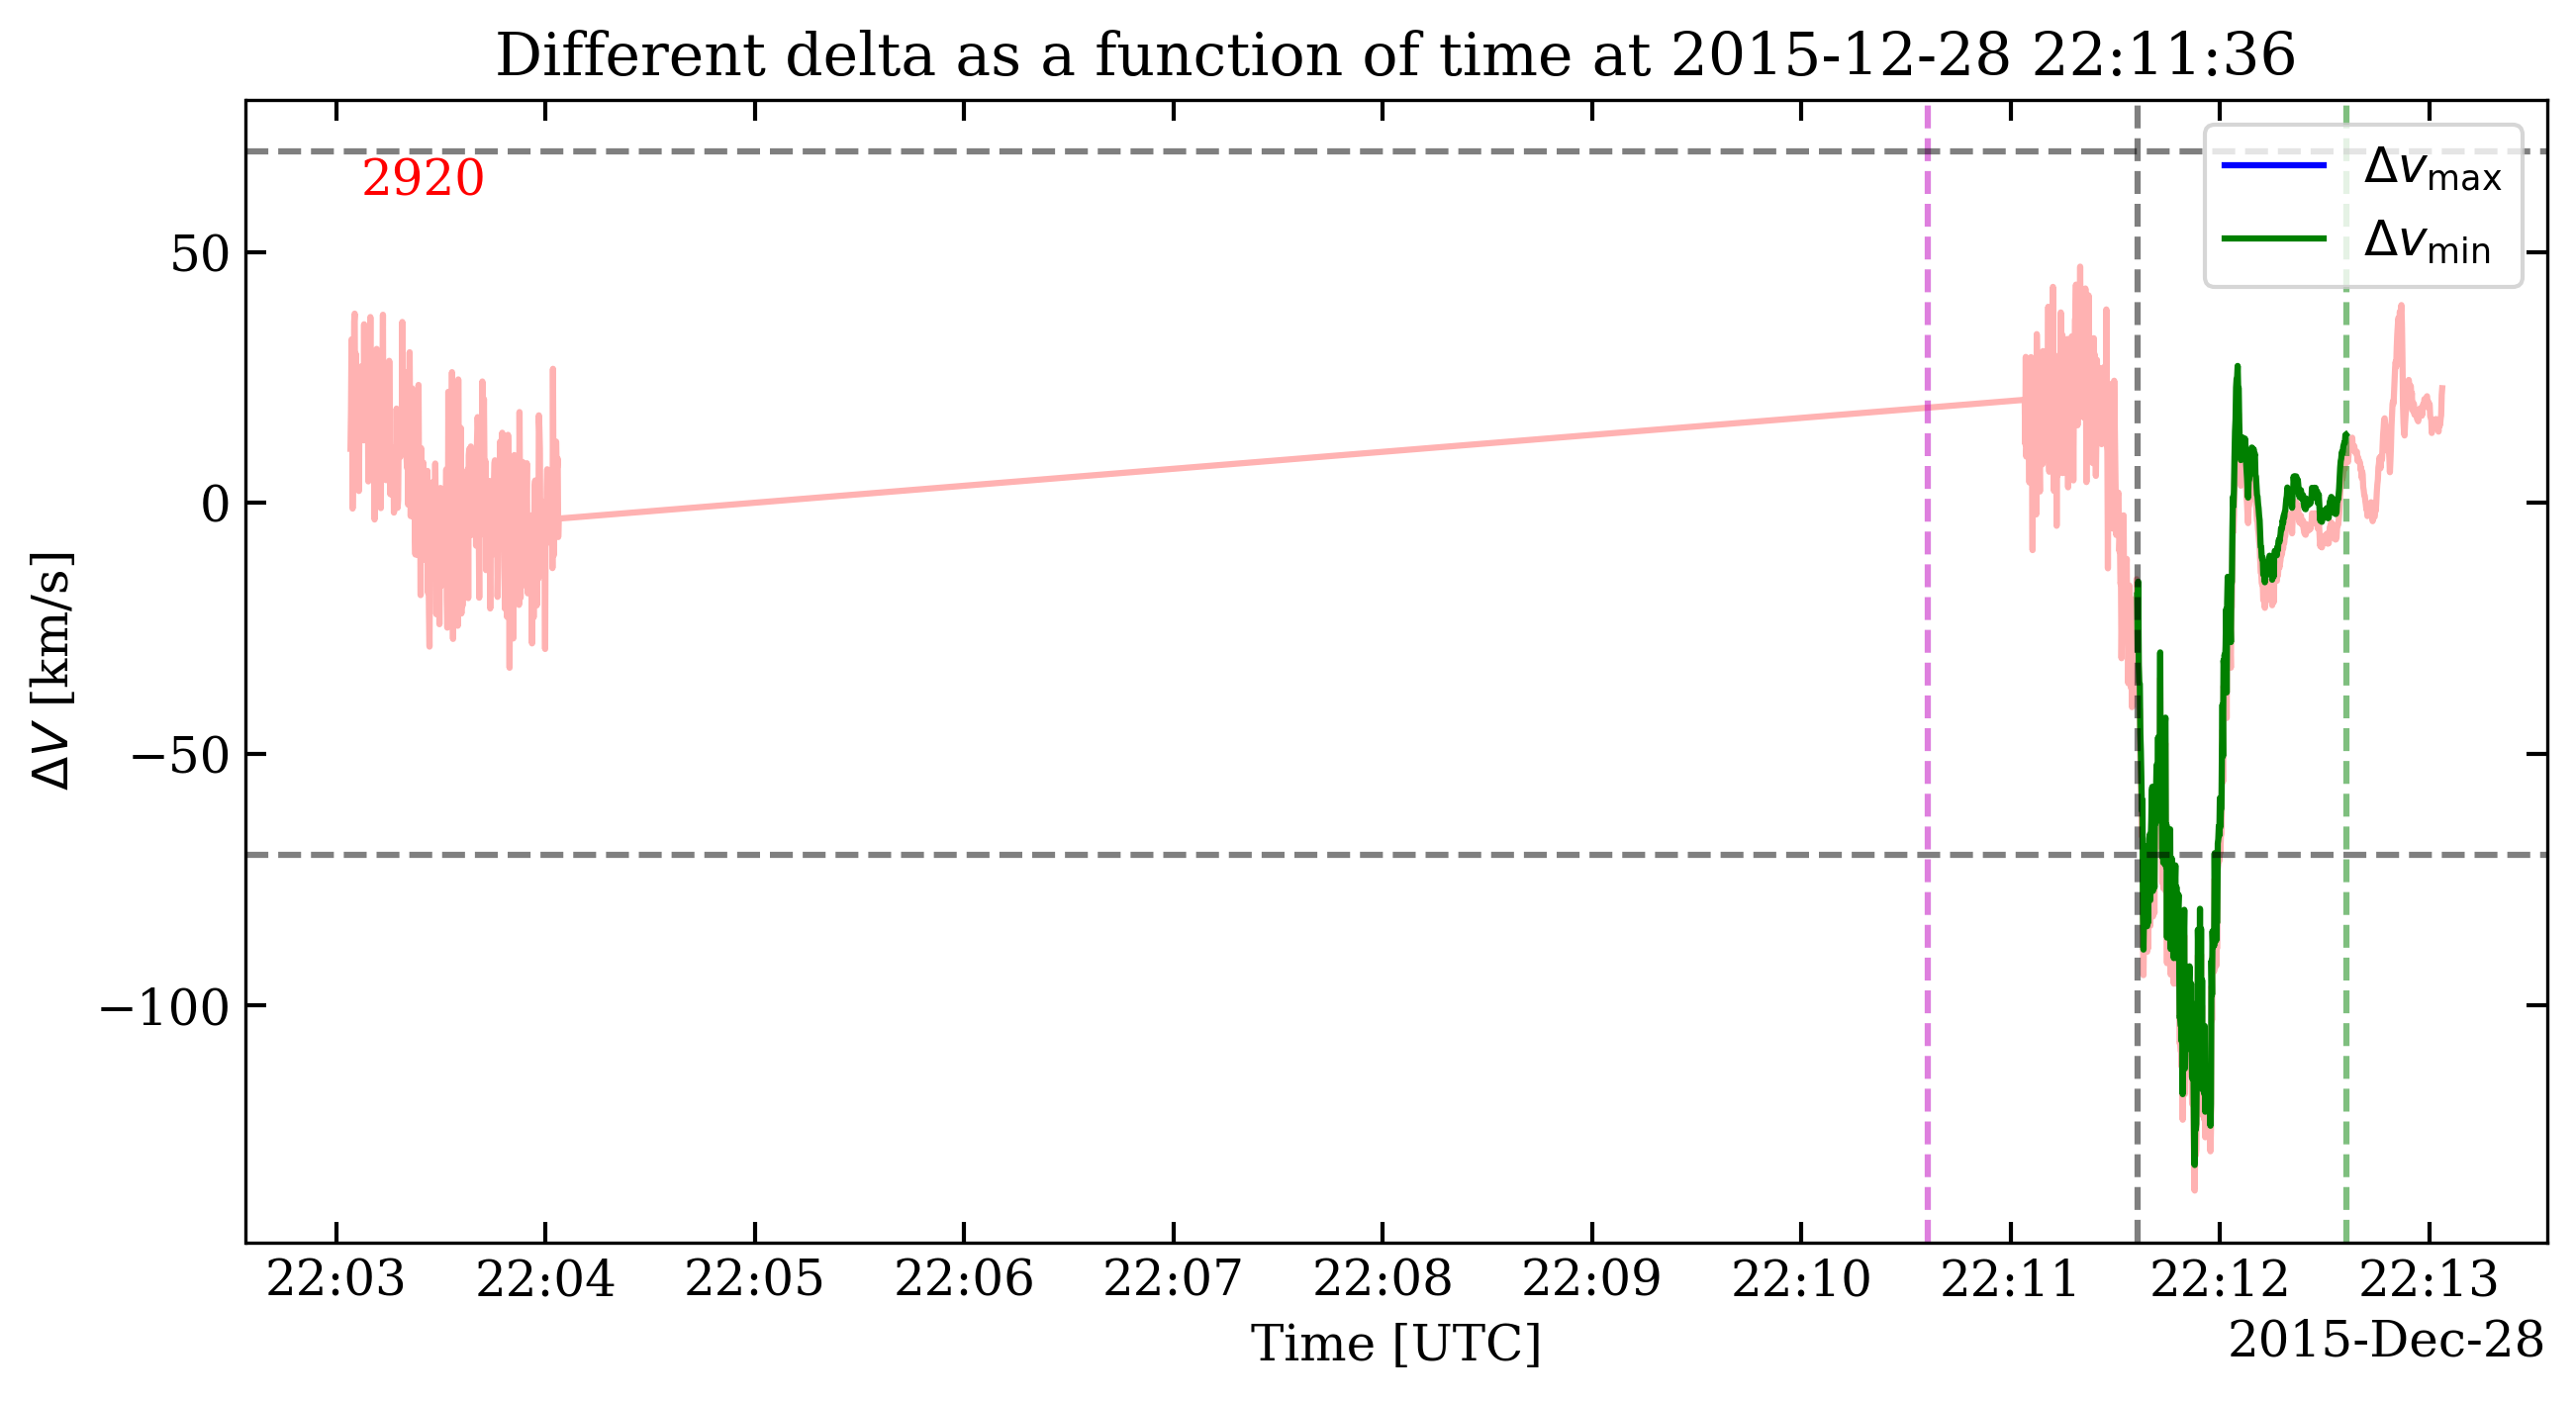 Different delta as a function of time at 2015-12-28 22:11:36
2920
Δv_max
Δv_min
50
0
−50
−100
ΔV [km/s]
22:03 22:04 22:05 22:06 22:07 22:08 22:09 22:10 22:11 22:12 22:13
Time [UTC]
2015-Dec-28